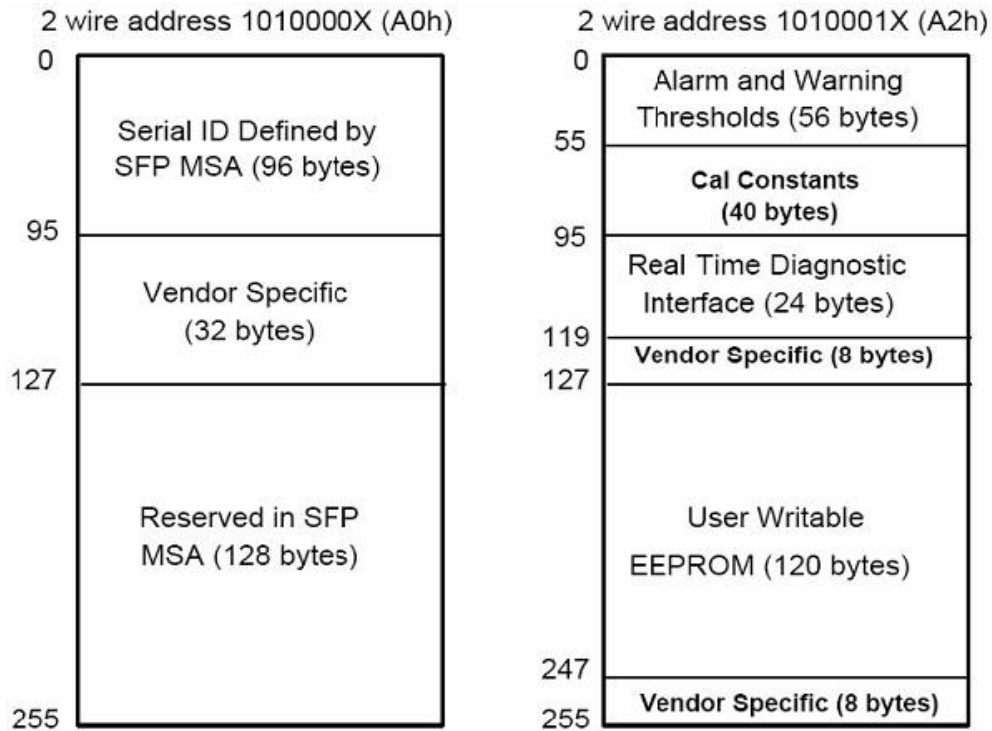 2 wire address 1010000X (A0h)
0
Serial ID Defined by
SFP MSA (96 bytes)
95
Vendor Specific
(32 bytes)
127
Reserved in SFP
MSA (128 bytes)
255
2 wire address 1010001X (A2h)
0
Alarm and Warning
Thresholds (56 bytes)
55
Cal Constants
(40 bytes)
95
Real Time Diagnostic
Interface (24 bytes)
119
Vendor Specific (8 bytes)
127
User Writable
EEPROM (120 bytes)
247
Vendor Specific (8 bytes)
255